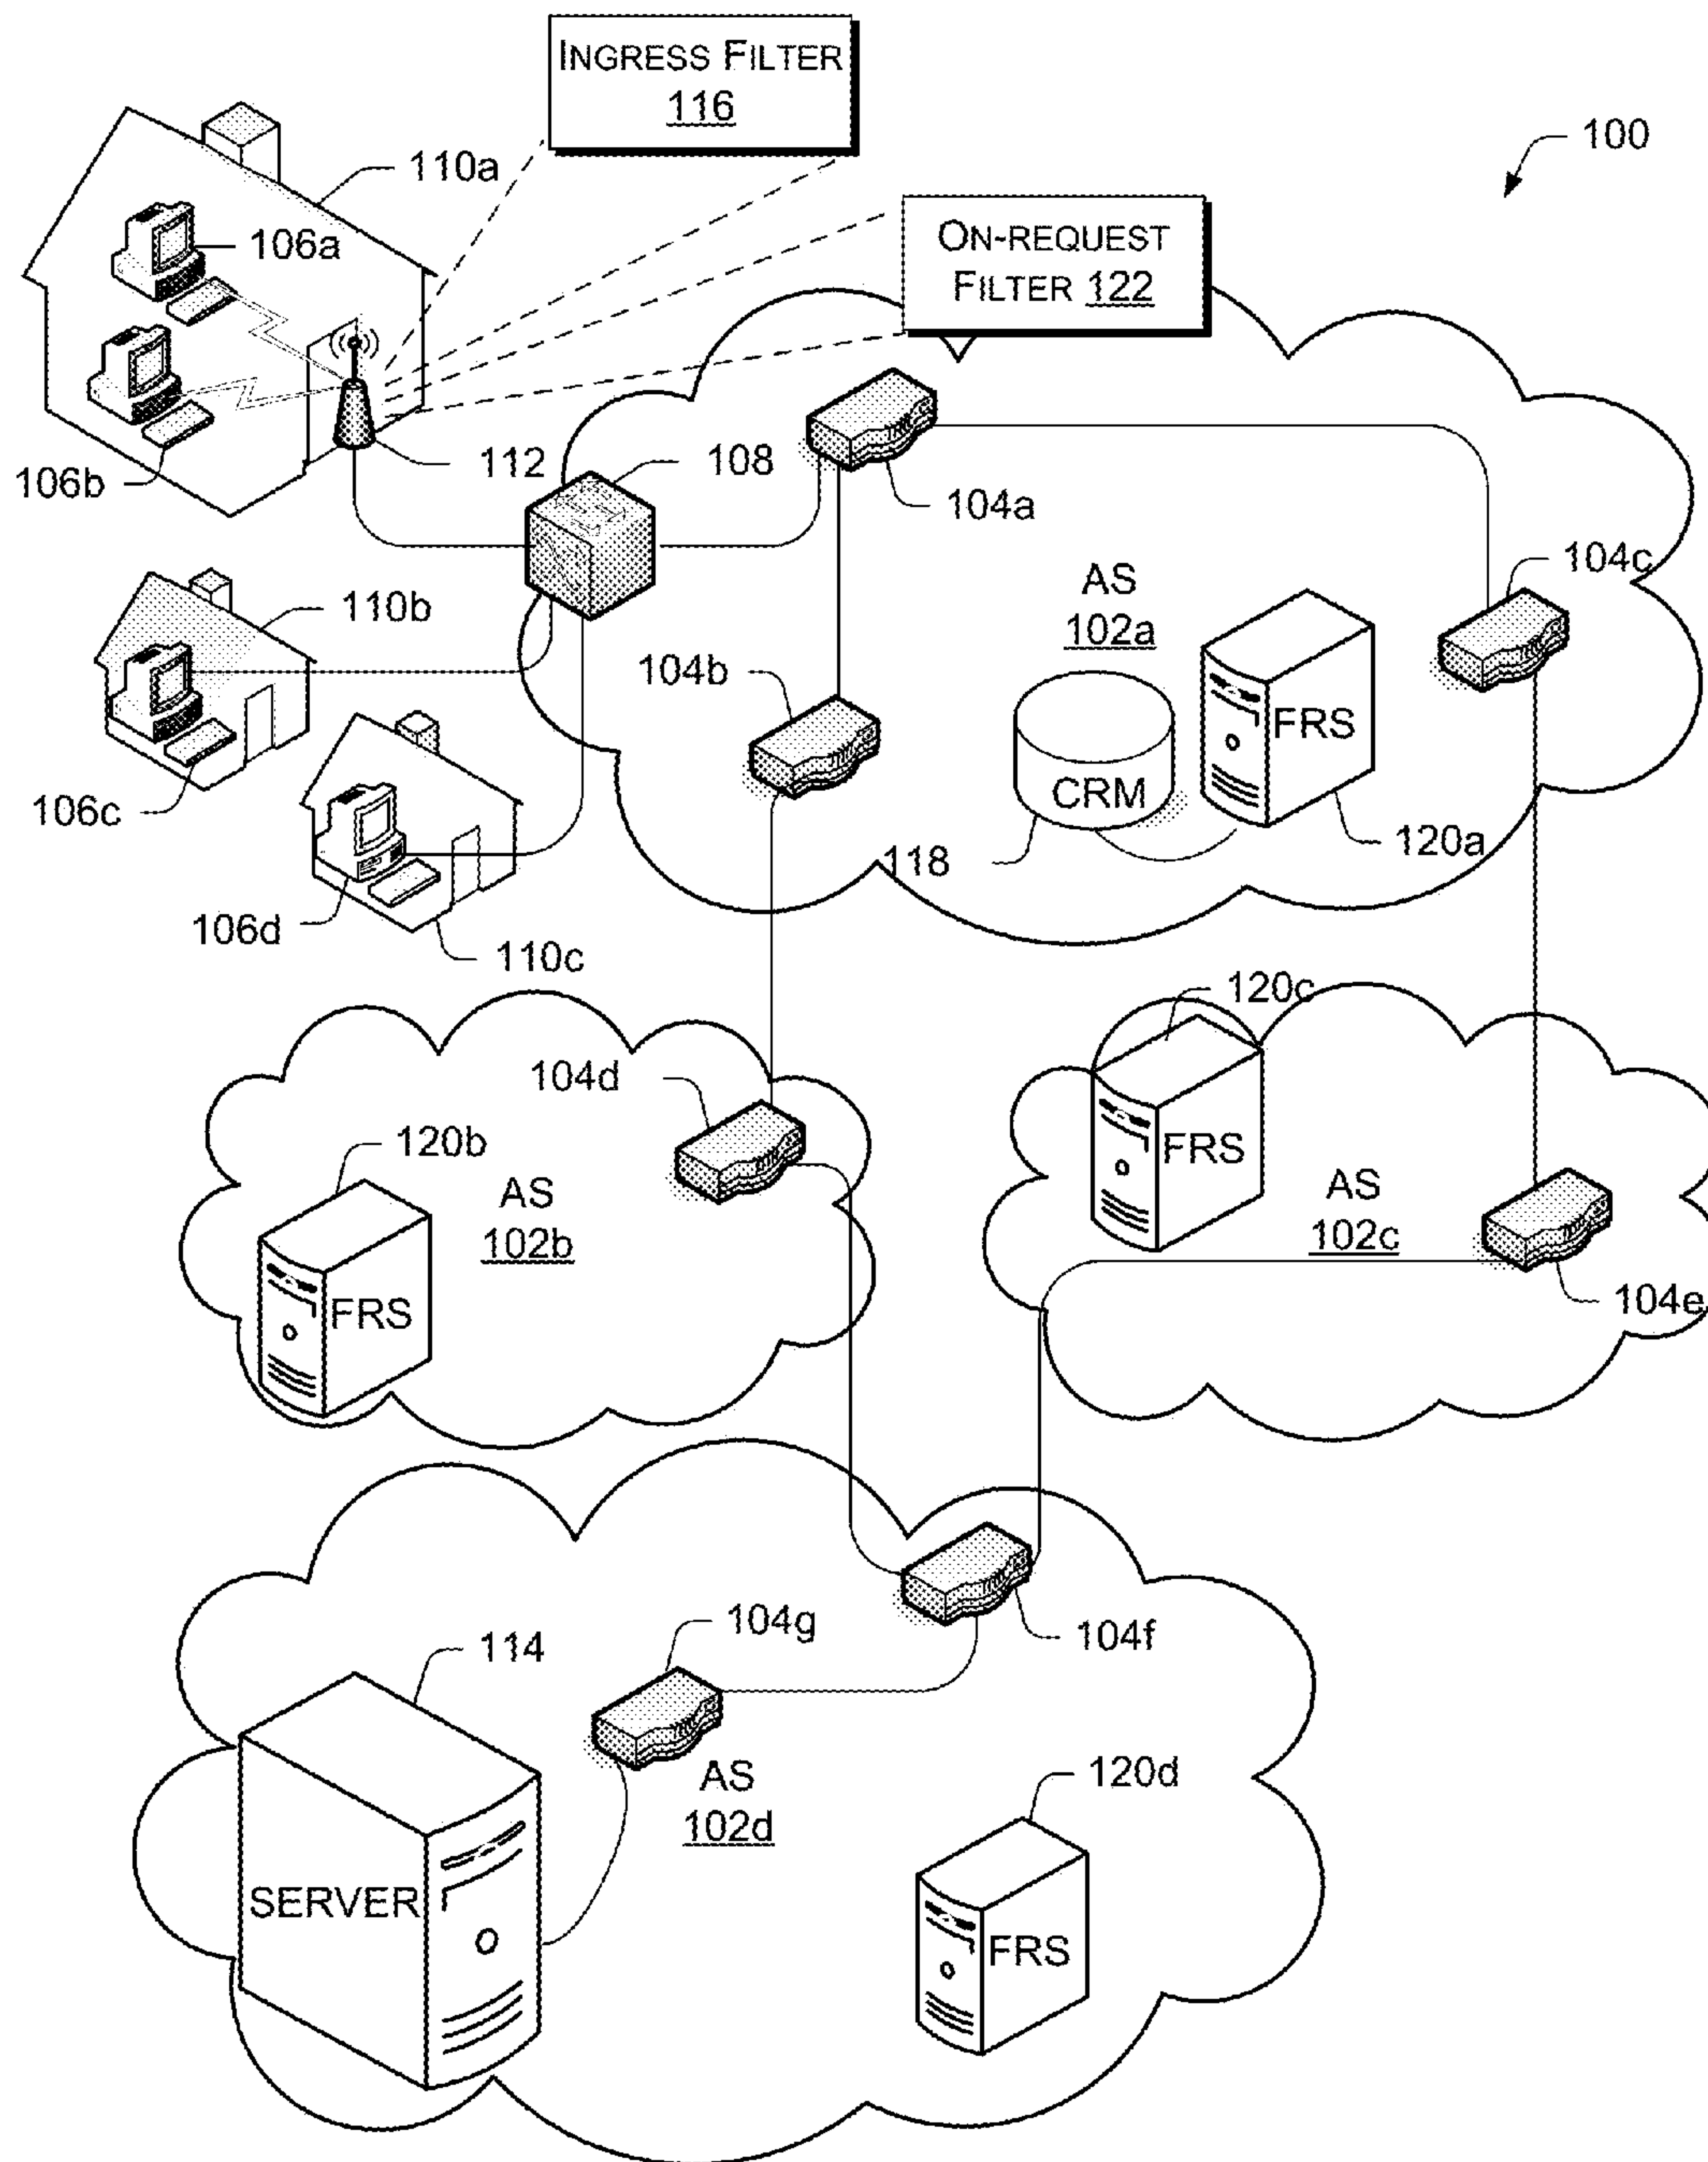 INGRESS FILTER
116
100
110a
106a
ON-REQUEST
FILTER 122
106b
112
108
104a
104c
AS
102a
110b
104b
FRS
CRM
106c
118
120a
106d
110c
120c
104d
120b
FRS
AS
102b
AS
102c
FRS
104e
104g
104f
114
AS
102d
120d
SERVER
FRS